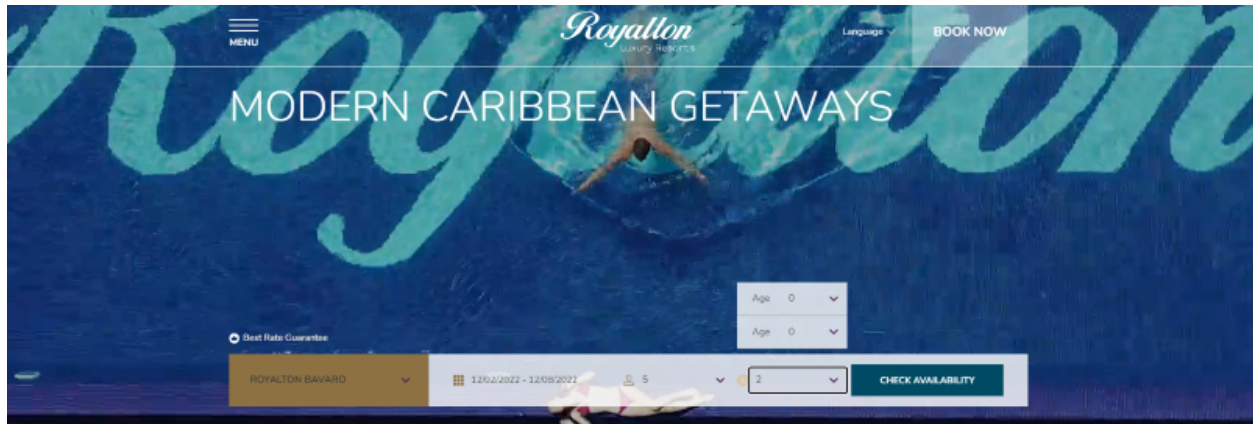 MENU
Royalton
LUXURY RESORTS
Language
BOOK NOW
Royalton
MODERN CARIBBEAN GETAWAYS
Age 0
Age 0
Best Rate Guarantee
ROYALTON BAVARO
12/02/2022 - 12/08/2022
5
2
CHECK AVAILABILITY